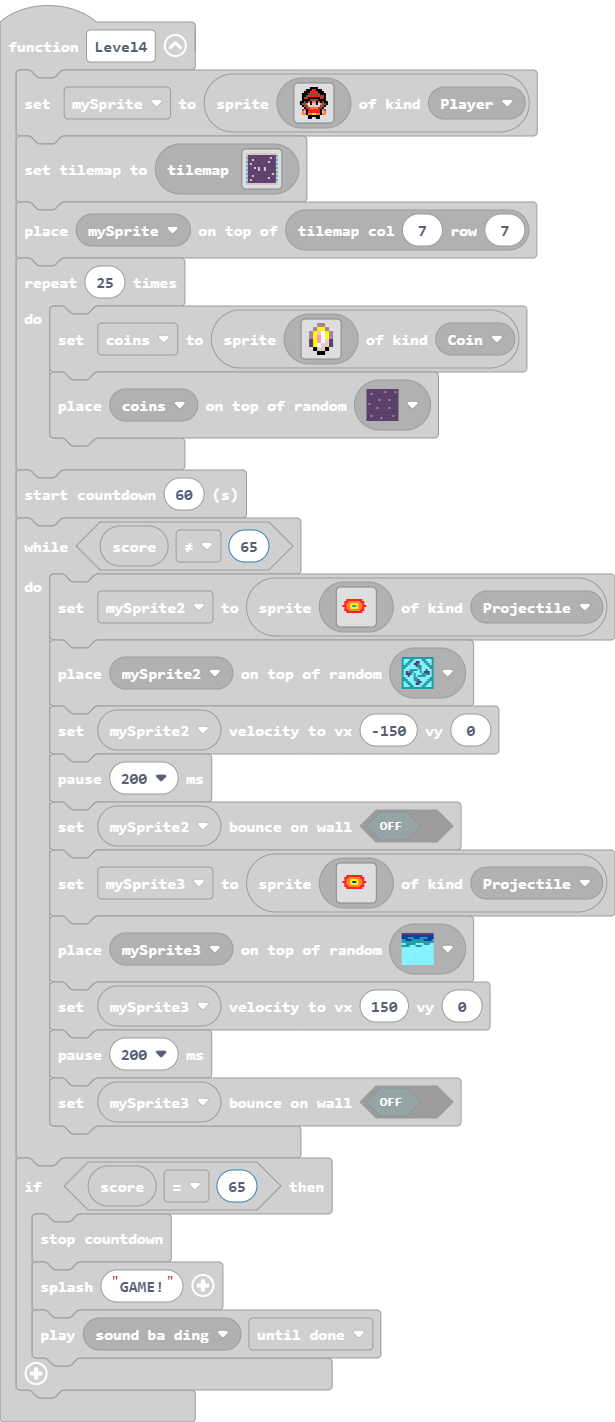 function Level4
set mySprite to sprite of kind Player
set tilemap to tilemap
place mySprite on top of tilemap col 7 row 7
repeat 25 times
do
set coins to sprite of kind Coin
place coins on top of random
start countdown 60 (s)
while score ≠ 65
do
set mySprite2 to sprite of kind Projectile
place mySprite2 on top of random
set mySprite2 velocity to vx -150 vy 0
pause 200 ms
set mySprite2 bounce on wall OFF
set mySprite3 to sprite of kind Projectile
place mySprite3 on top of random
set mySprite3 velocity to vx 150 vy 0
pause 200 ms
set mySprite3 bounce on wall OFF
if score = 65 then
stop countdown
splash "GAME!"
play sound ba ding until done